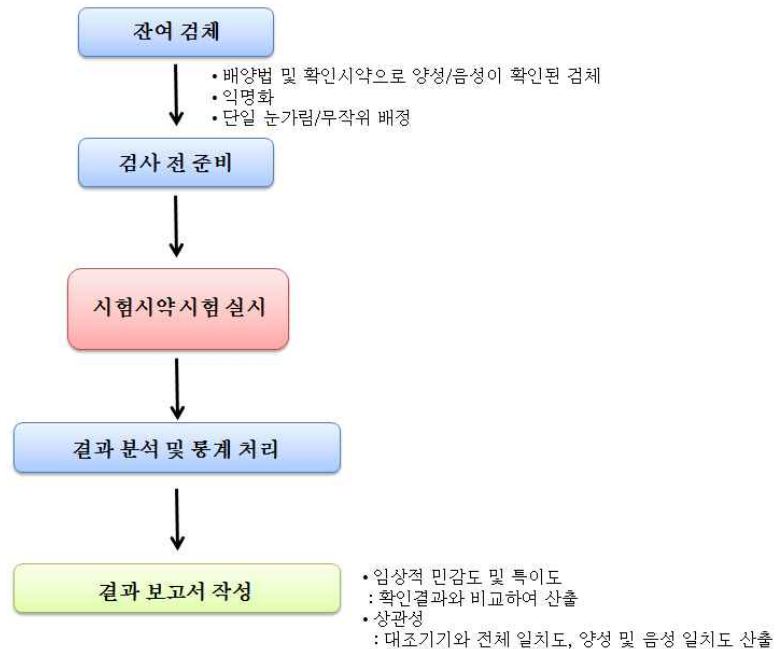 잔여 검체
• 배양법 및 확인시약으로 양성/음성이 확인된 검체
• 익명화
• 단일 눈가림/무작위 배정
검사 전 준비
시험시약 시험 실시
결과 분석 및 통계 처리
결과 보고서 작성
• 임상적 민감도 및 특이도
: 확인결과와 비교하여 산출
• 상관성
: 대조기기와 전체 일치도, 양성 및 음성 일치도 산출